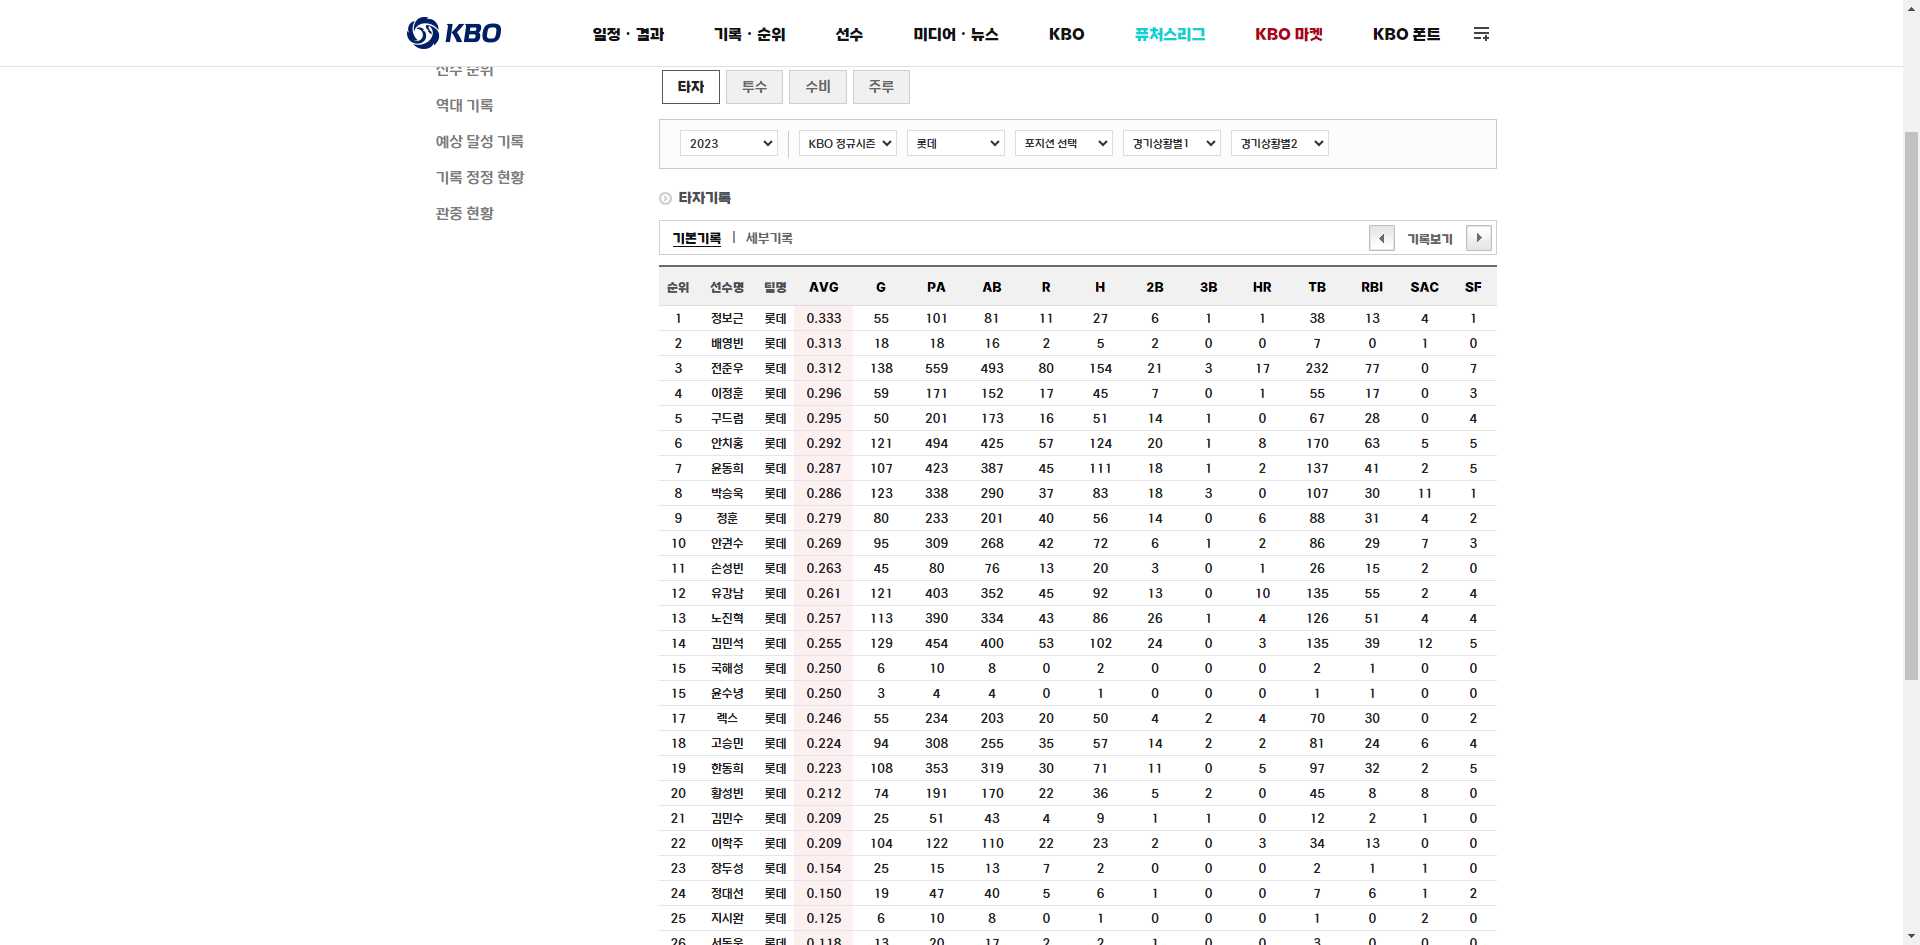 KBO 일정 · 결과 기록 · 순위 선수 미디어 · 뉴스 KBO 퓨처스리그 KBO 마켓 KBO 폰트
선수 순위
역대 기록
예상 달성 기록
기록 정정 현황
관중 현황
타자 투수 수비 주루
2023 KBO 정규시즌 롯데 포지션 선택 경기상황별1 경기상황별2
타자기록
기본기록 | 세부기록 기록보기
순위 선수명 팀명 AVG G PA AB R H 2B 3B HR TB RBI SAC SF
1 정보근 롯데 0.333 55 101 81 11 27 6 1 1 38 13 4 1
2 배영빈 롯데 0.313 18 18 16 2 5 2 0 0 7 0 1 0
3 전준우 롯데 0.312 138 559 493 80 154 21 3 17 232 77 0 7
4 이정훈 롯데 0.296 59 171 152 17 45 7 0 1 55 17 0 3
5 구드럼 롯데 0.295 50 201 173 16 51 14 1 0 67 28 0 4
6 안치홍 롯데 0.292 121 494 425 57 124 20 1 8 170 63 5 5
7 윤동희 롯데 0.287 107 423 387 45 111 18 1 2 137 41 2 5
8 박승욱 롯데 0.286 123 338 290 37 83 18 3 0 107 30 11 1
9 정훈 롯데 0.279 80 233 201 40 56 14 0 6 88 31 4 2
10 안권수 롯데 0.269 95 309 268 42 72 6 1 2 86 29 7 3
11 손성빈 롯데 0.263 45 80 76 13 20 3 0 1 26 15 2 0
12 유강남 롯데 0.261 121 403 352 45 92 13 0 10 135 55 2 4
13 노진혁 롯데 0.257 113 390 334 43 86 26 1 4 126 51 4 4
14 김민석 롯데 0.255 129 454 400 53 102 24 0 3 135 39 12 5
15 국해성 롯데 0.250 6 10 8 0 2 0 0 0 2 1 0 0
15 윤수녕 롯데 0.250 3 4 4 0 1 0 0 0 1 1 0 0
17 렉스 롯데 0.246 55 234 203 20 50 4 2 4 70 30 0 2
18 고승민 롯데 0.224 94 308 255 35 57 14 2 2 81 24 6 4
19 한동희 롯데 0.223 108 353 319 30 71 11 0 5 97 32 2 5
20 황성빈 롯데 0.212 74 191 170 22 36 5 2 0 45 8 8 0
21 김민수 롯데 0.209 25 51 43 4 9 1 1 0 12 2 1 0
22 이학주 롯데 0.209 104 122 110 22 23 2 0 3 34 13 0 0
23 장두성 롯데 0.154 25 15 13 7 2 0 0 0 2 1 1 0
24 정대선 롯데 0.150 19 47 40 5 6 1 0 0 7 6 1 2
25 지시완 롯데 0.125 6 10 8 0 1 0 0 0 1 0 2 0
26 서동욱 롯데 0.118 13 20 17 2 2 1 0 0 3 0 0 0